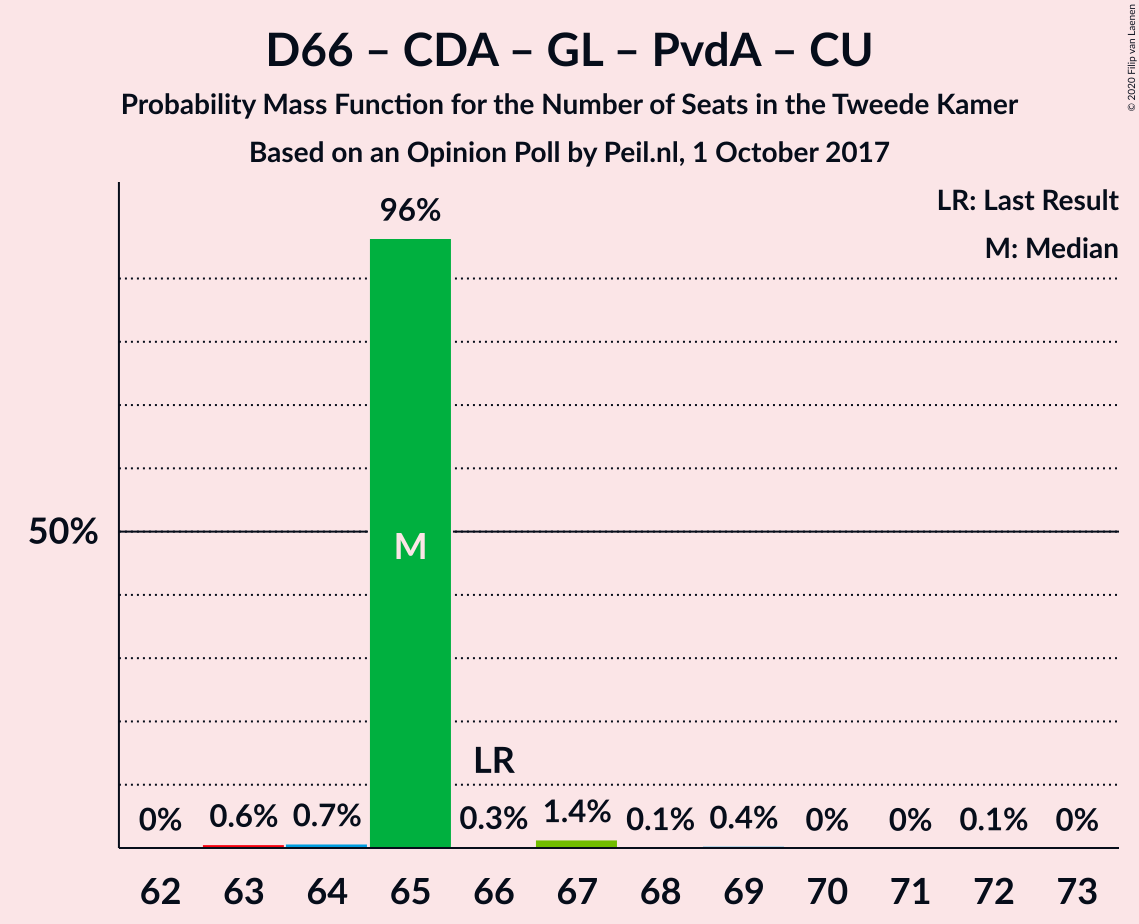 D66 – CDA – GL – PvdA – CU
Probability Mass Function for the Number of Seats in the Tweede Kamer
Based on an Opinion Poll by Peil.nl, 1 October 2017
© 2020 Filip van Laenen
LR: Last Result
M: Median
96%
50%
M
LR
0% 0.6% 0.7% 0.3% 1.4% 0.1% 0.4% 0% 0% 0.1% 0%
62 63 64 65 66 67 68 69 70 71 72 73